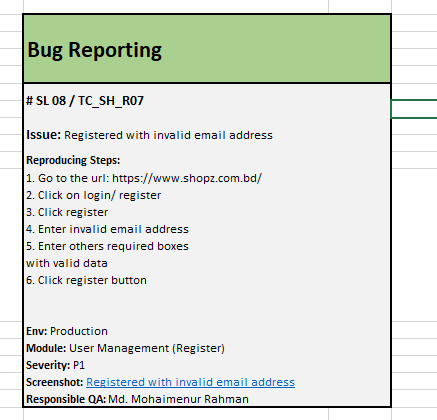 Bug Reporting
# SL 08 / TC_SH_R07
Issue: Registered with invalid email address
Reproducing Steps:
1. Go to the url: https://www.shopz.com.bd/
2. Click on login/ register
3. Click register
4. Enter invalid email address
5. Enter others required boxes
with valid data
6. Click register button
Env: Production
Module: User Management (Register)
Severity: P1
Screenshot: Registered with invalid email address
Responsible QA: Md. Mohaimenur Rahman